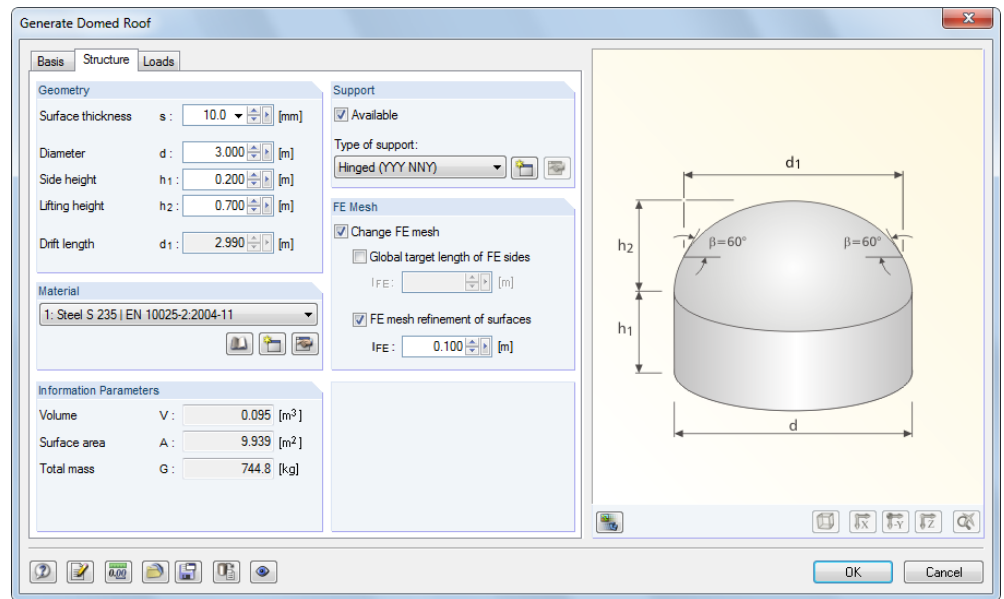 Generate Domed Roof
Basis Structure Loads
Geometry
Surface thickness s : 10.0 [mm]
Diameter d : 3.000 [m]
Side height h1 : 0.200 [m]
Lifting height h2 : 0.700 [m]
Drift length d1 : 2.990 [m]
Material
1: Steel S 235 | EN 10025-2:2004-11
Information Parameters
Volume V : 0.095 [m3]
Surface area A : 9.939 [m2]
Total mass G : 744.8 [kg]
Support
Available
Type of support:
Hinged (YYY NNY)
FE Mesh
Change FE mesh
Global target length of FE sides
lFE : [m]
FE mesh refinement of surfaces
lFE : 0.100 [m]
d1
h2
β=60° β=60°
h1
d
X -Y Z
0.00
OK Cancel